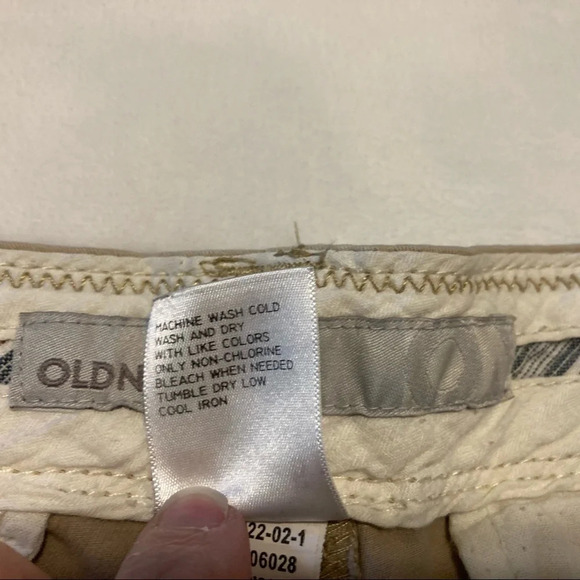 MACHINE WASH COLD
WASH AND DRY
WITH LIKE COLORS
ONLY NON-CHLORINE
BLEACH WHEN NEEDED
TUMBLE DRY LOW
COOL IRON
OLDN
22-02-1
06028